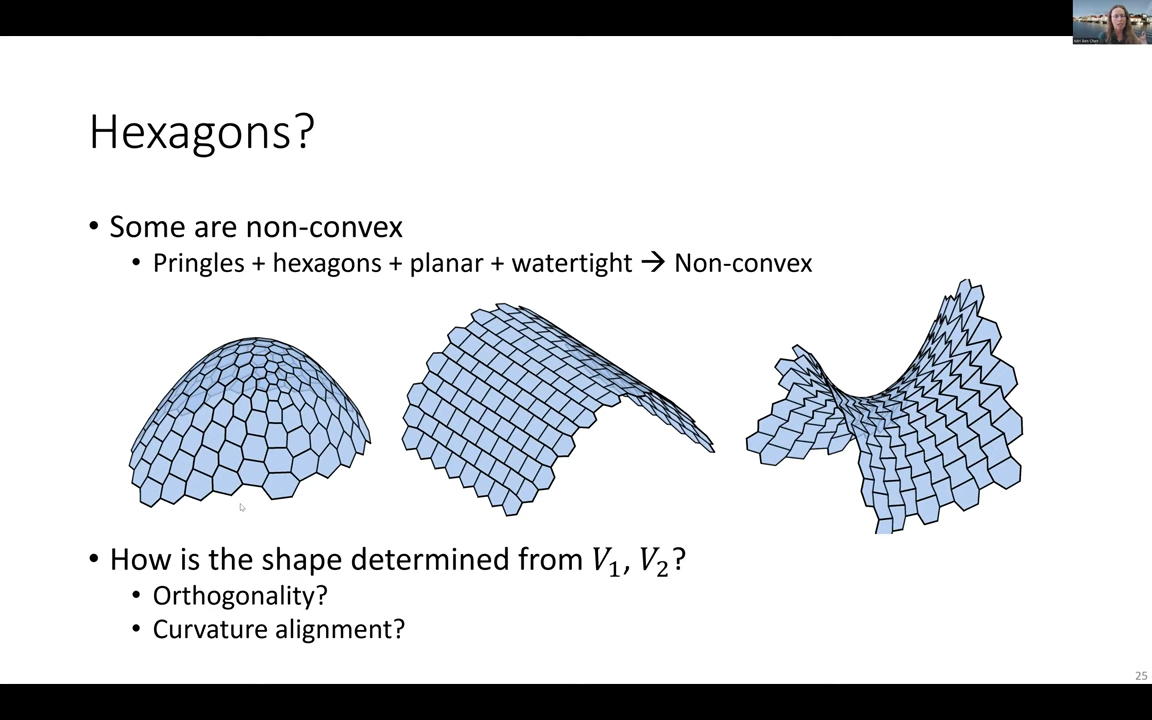 Hexagons?
• Some are non-convex
• Pringles + hexagons + planar + watertight → Non-convex
• How is the shape determined from V₁, V₂?
• Orthogonality?
• Curvature alignment?
25